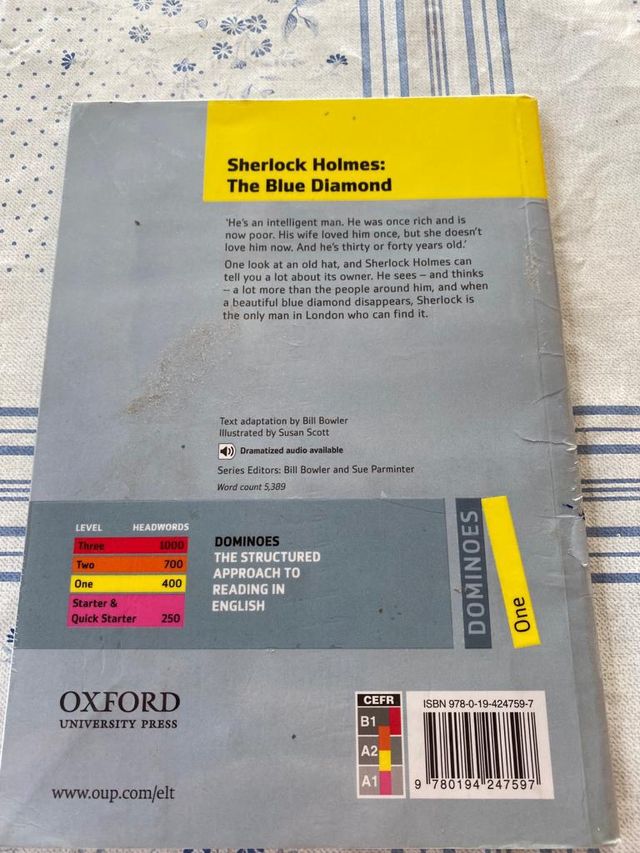 Sherlock Holmes:
The Blue Diamond
'He's an intelligent man. He was once rich and is
now poor. His wife loved him once, but she doesn't
love him now. And he's thirty or forty years old.'
One look at an old hat, and Sherlock Holmes can
tell you a lot about its owner. He sees – and thinks
– a lot more than the people around him, and when
a beautiful blue diamond disappears, Sherlock is
the only man in London who can find it.
Text adaptation by Bill Bowler
Illustrated by Susan Scott
Dramatized audio available
Series Editors: Bill Bowler and Sue Parminter
Word count 5,389
LEVEL HEADWORDS
Three 1000
Two 700
One 400
Starter &
Quick Starter 250
DOMINOES
THE STRUCTURED
APPROACH TO
READING IN
ENGLISH
DOMINOES
One
OXFORD
UNIVERSITY PRESS
www.oup.com/elt
CEFR
B1
A2
A1
ISBN 978-0-19-424759-7
9 780194 247597